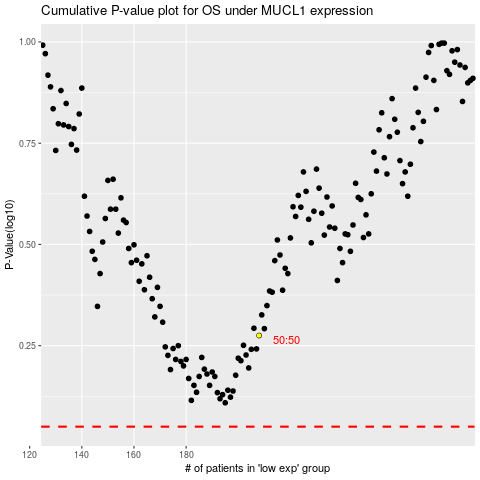 Cumulative P-value plot for OS under MUCL1 expression
P-Value(log10)
1.00
0.75
0.50
0.25
50:50
120 140 160 180
# of patients in 'low exp' group